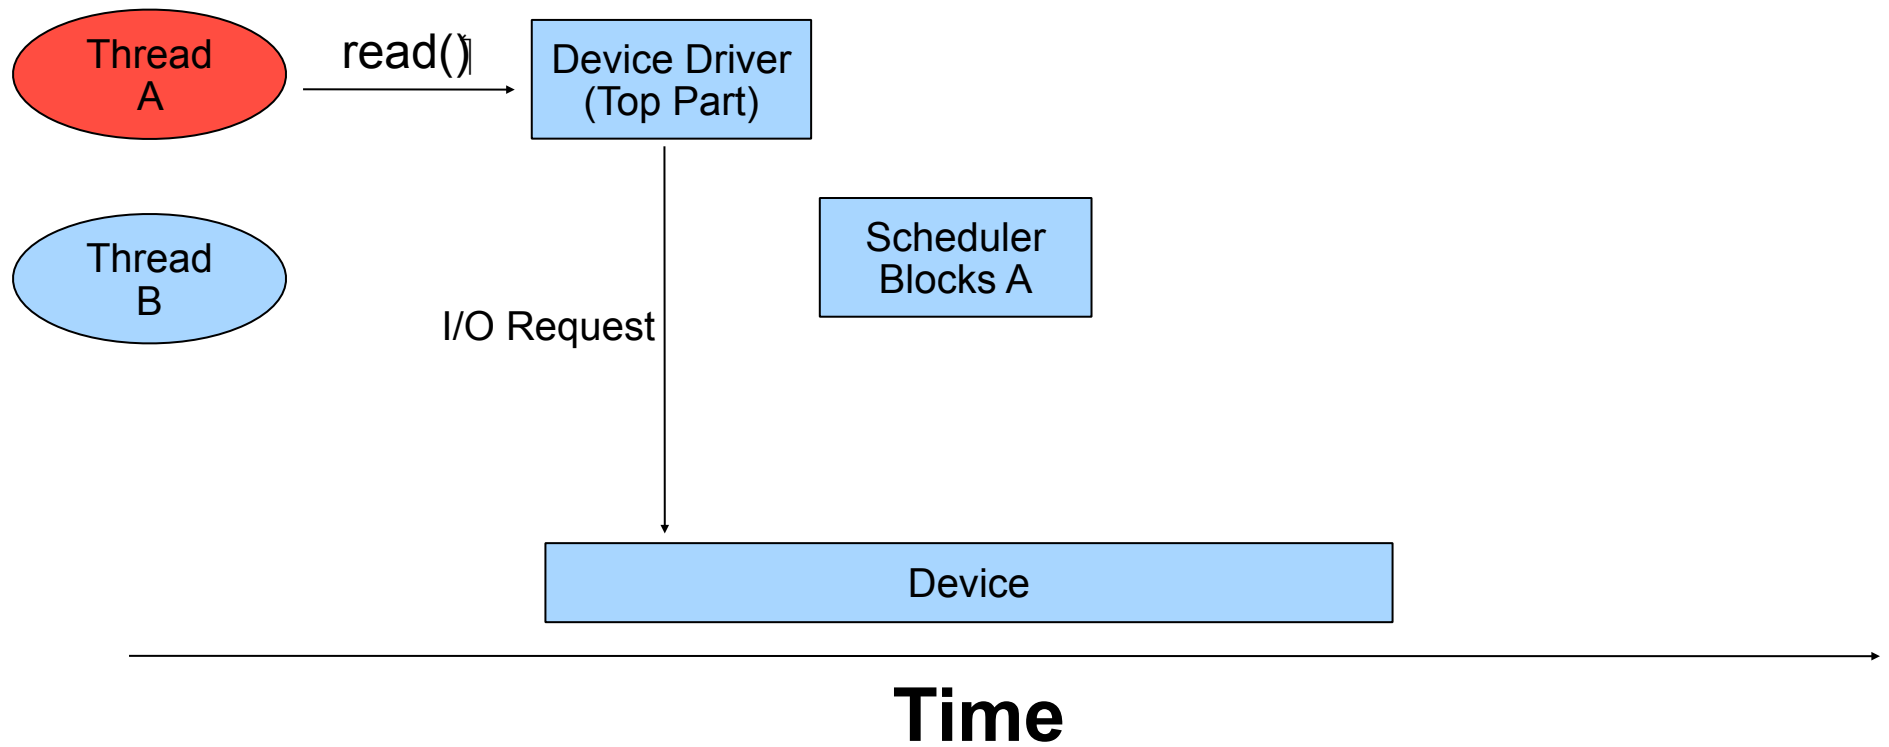 Thread
A
read()
Device Driver
(Top Part)
Thread
B
Scheduler
Blocks A
I/O Request
Device
Time